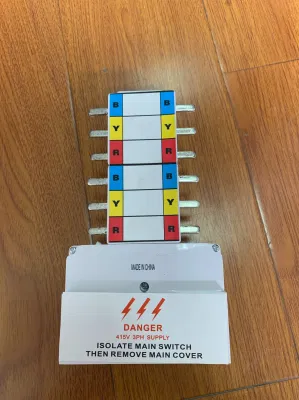 B B
Y Y
R R
B B
Y Y
R R
MADE IN CHINA
DANGER
415V 3PH SUPPLY
ISOLATE MAIN SWITCH
THEN REMOVE MAIN COVER